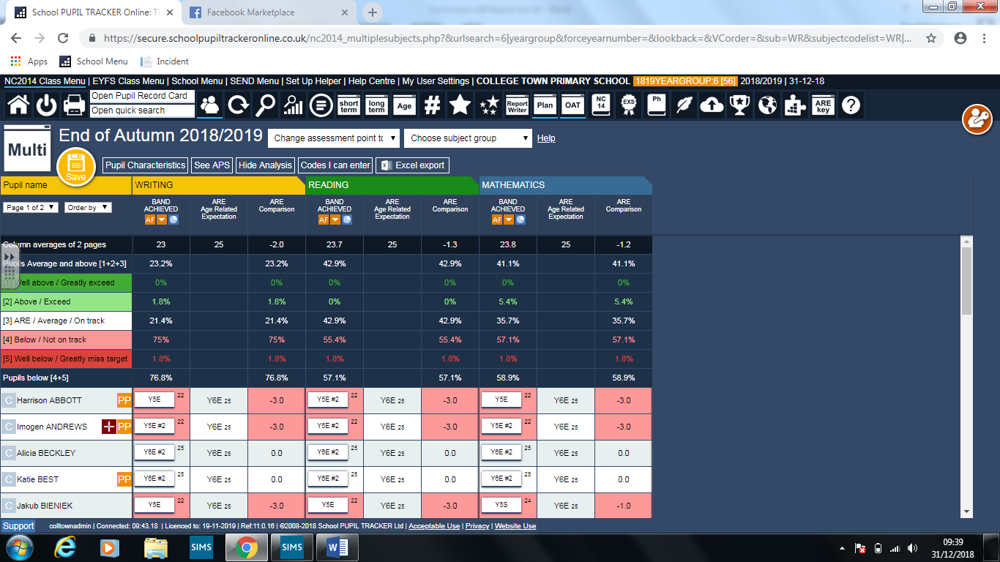 School PUPIL TRACKER Online: Th
Facebook Marketplace
https://secure.schoolpupiltrackeronline.co.uk/nc2014_multiplesubjects.php?&urlsearch=6|yeargroup&forceyearnumber=&lookback=&VCorder=&sub=WR&subjectcodelist=WR|...
Apps School Menu Incident
NC2014 Class Menu | EYFS Class Menu | School Menu | SEND Menu | Set Up Helper | Help Centre | My User Settings | COLLEGE TOWN PRIMARY SCHOOL 1819YEARGROUP:6 [56] 2018/2019 | 31-12-18
Open Pupil Record Card
Open quick search
short term long term Age # Report Writer Plan OAT NC 14 EXS Ph ARE key ?
Multi
End of Autumn 2018/2019 Change assessment point to Choose subject group Help
Save
Pupil Characteristics See APS Hide Analysis Codes I can enter Excel export
Pupil name WRITING READING MATHEMATICS
Page 1 of 2 Order by
BAND ACHIEVED ARE Age Related Expectation ARE Comparison BAND ACHIEVED ARE Age Related Expectation ARE Comparison BAND ACHIEVED ARE Age Related Expectation ARE Comparison
AF AF AF
Column averages of 2 pages 23 25 -2.0 23.7 25 -1.3 23.8 25 -1.2
Pupils Average and above [1+2+3] 23.2% 23.2% 42.9% 42.9% 41.1% 41.1%
[1] Well above / Greatly exceed 0% 0% 0% 0% 0% 0%
[2] Above / Exceed 1.8% 1.8% 0% 0% 5.4% 5.4%
[3] ARE / Average / On track 21.4% 21.4% 42.9% 42.9% 35.7% 35.7%
[4] Below / Not on track 75% 75% 55.4% 55.4% 57.1% 57.1%
[5] Well below / Greatly miss target 1.8% 1.8% 1.8% 1.8% 1.8% 1.8%
Pupils below [4+5] 76.8% 76.8% 57.1% 57.1% 58.9% 58.9%
C Harrison ABBOTT PP Y5E 22 Y6E 25 -3.0 Y5E #2 22 Y6E 25 -3.0 Y5E 22 Y6E 25 -3.0
C Imogen ANDREWS PP Y5E #2 22 Y6E 25 -3.0 Y5E #2 22 Y6E 25 -3.0 Y5E #2 22 Y6E 25 -3.0
C Alicia BECKLEY Y6E #2 25 Y6E 25 0.0 Y6E #2 25 Y6E 25 0.0 Y6E #2 25 Y6E 25 0.0
C Katie BEST PP Y6E #2 25 Y6E 25 0.0 Y6E #2 25 Y6E 25 0.0 Y6E #2 25 Y6E 25 0.0
C Jakub BIENIEK Y5E 22 Y6E 25 -3.0 Y5E 22 Y6E 25 -3.0 Y5S 24 Y6E 25 -1.0
Support colltownadmin | Connected: 09:43.18 | Licenced to: 19-11-2019 | Ref:11:0.16 | ©2008-2018 School PUPIL TRACKER Ltd | Acceptable Use | Privacy | Website Use
SIMS SIMS W
09:39
31/12/2018